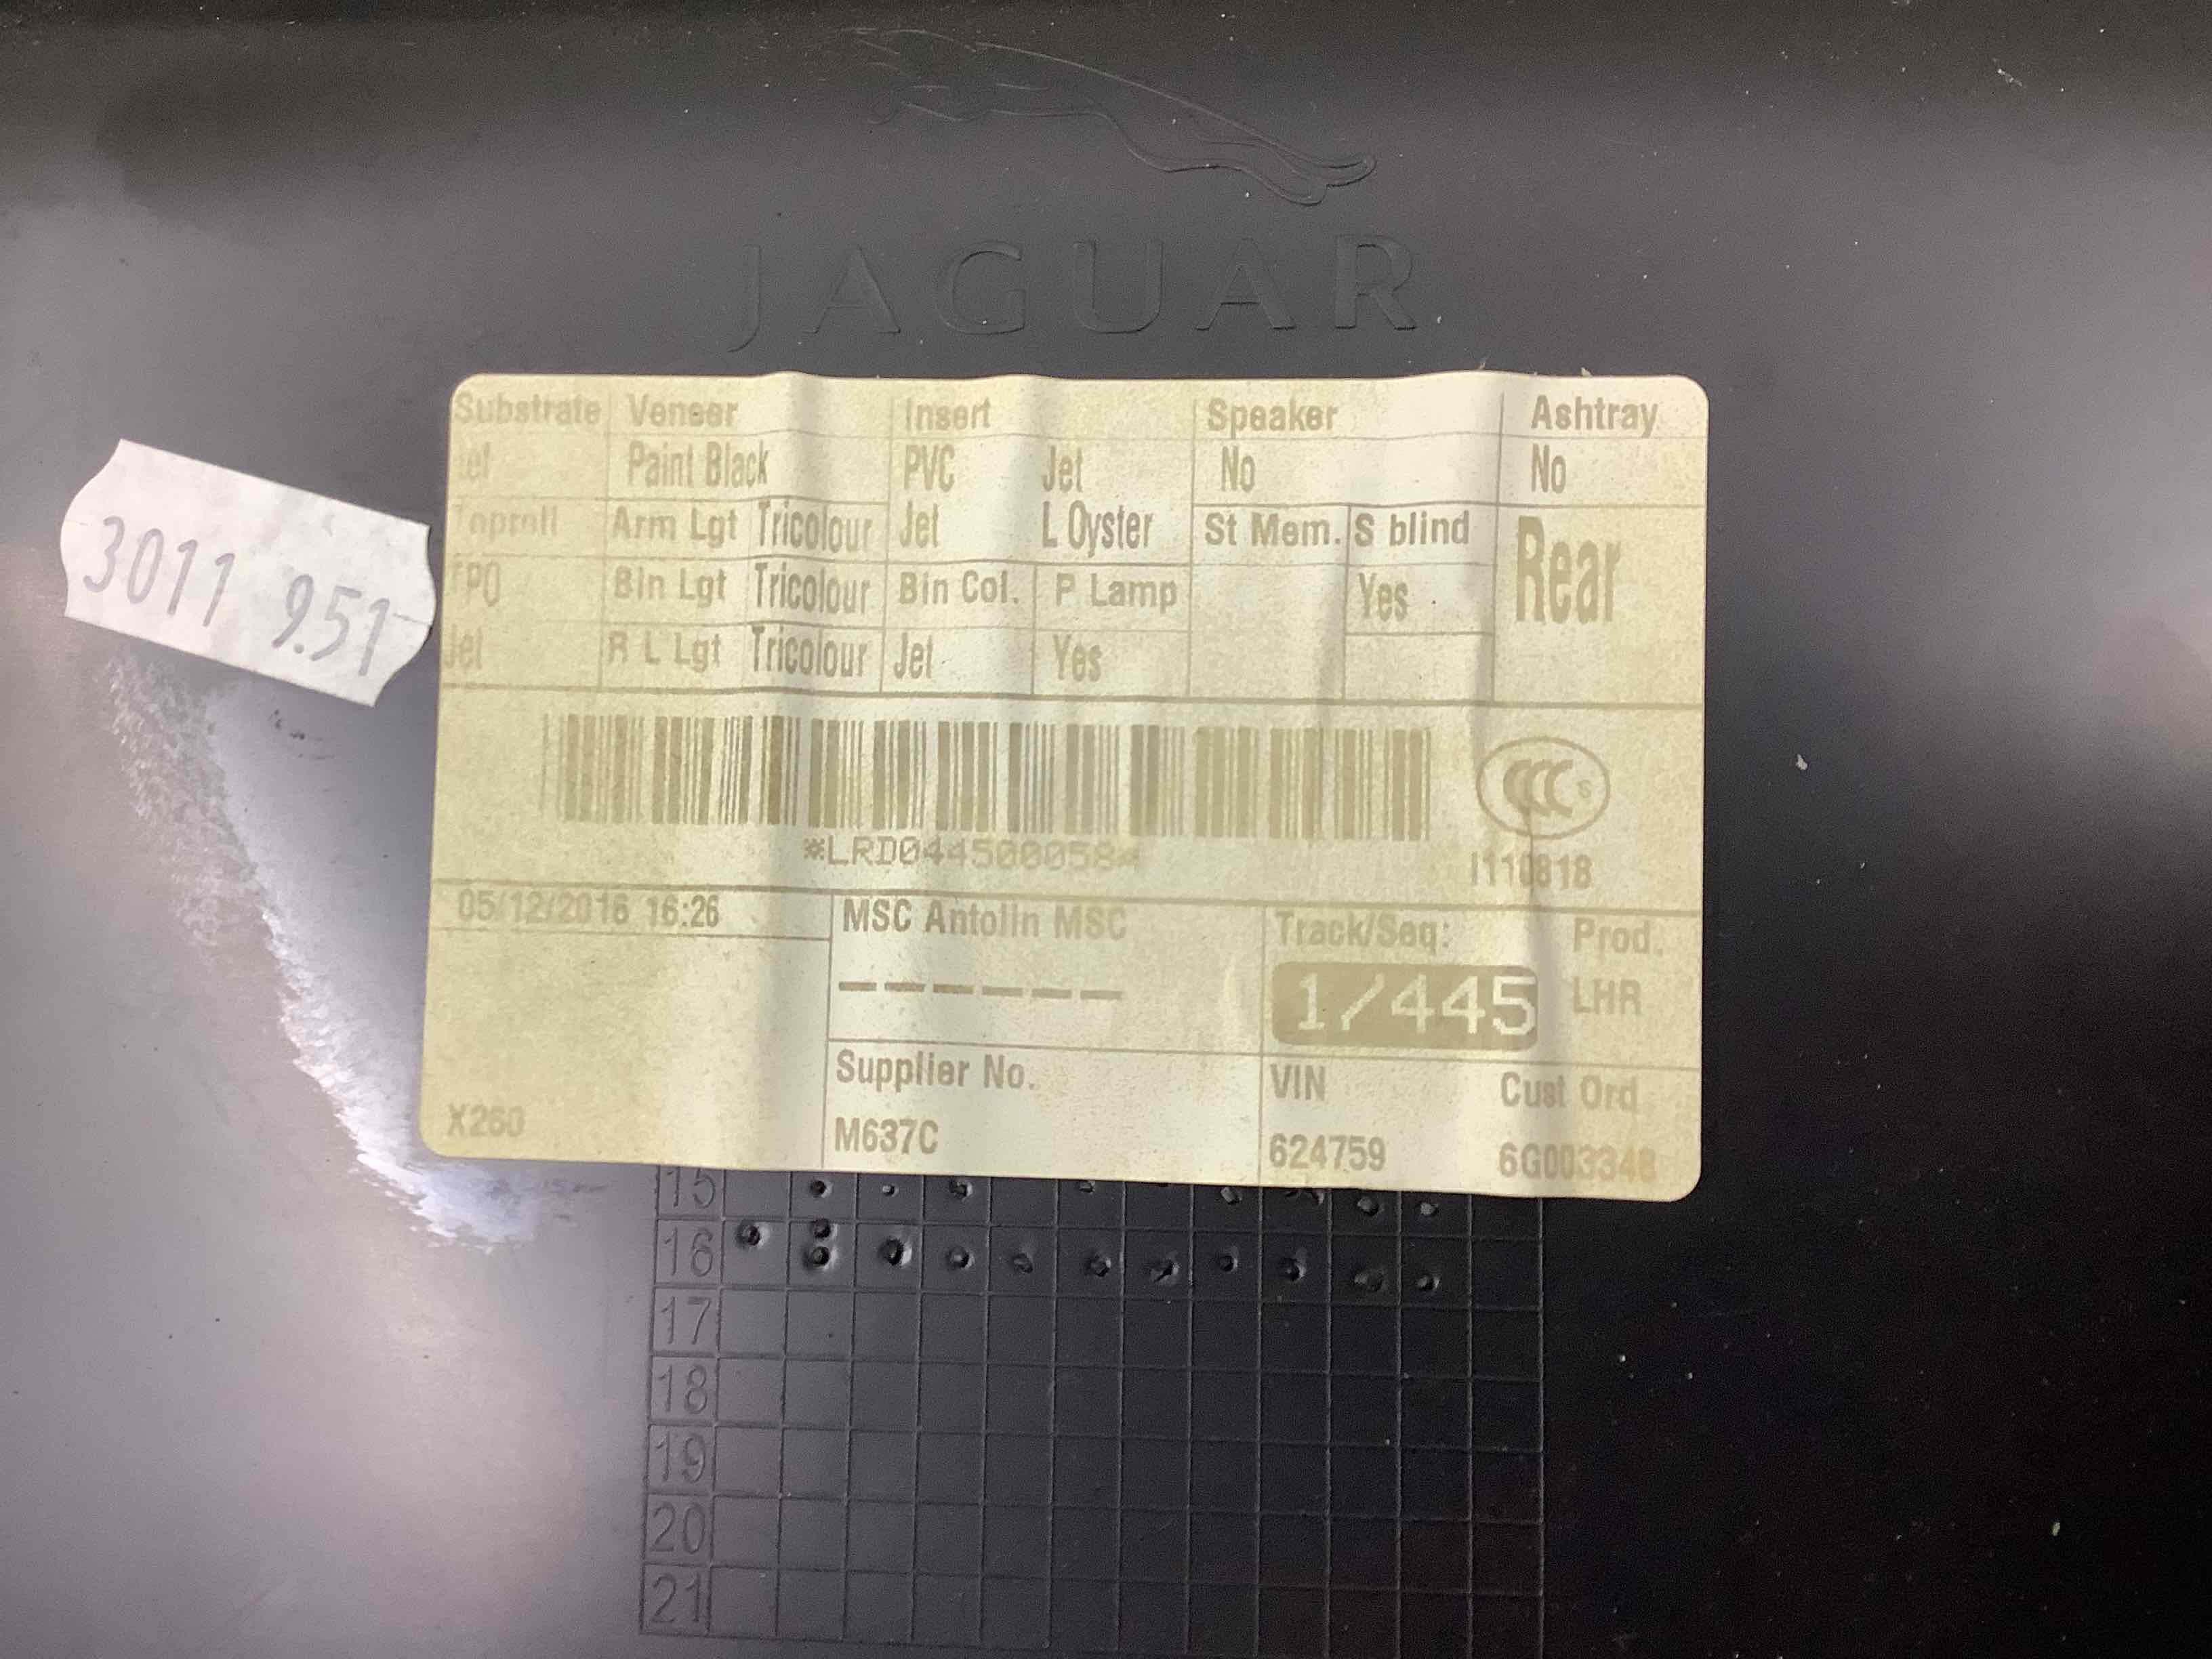 JAGUAR
3011 9.51
Substrate Veneer Insert Speaker Ashtray
Jet Paint Black PVC Jet No No
Toproll Arm Lgt Tricolour Jet L Oyster St Mem. S blind Rear
TPO Bin Lgt Tricolour Bin Col. P Lamp Yes
Jet R L Lgt Tricolour Jet Yes
CCC S
*LRD0445000584
I110818
05/12/2016 16:26 MSC Antolin MSC Track/Seq: Prod.
------ 1/445 LHR
Supplier No. VIN Cust Ord
X260 M637C 624759 6G003348
15
16
17
18
19
20
21